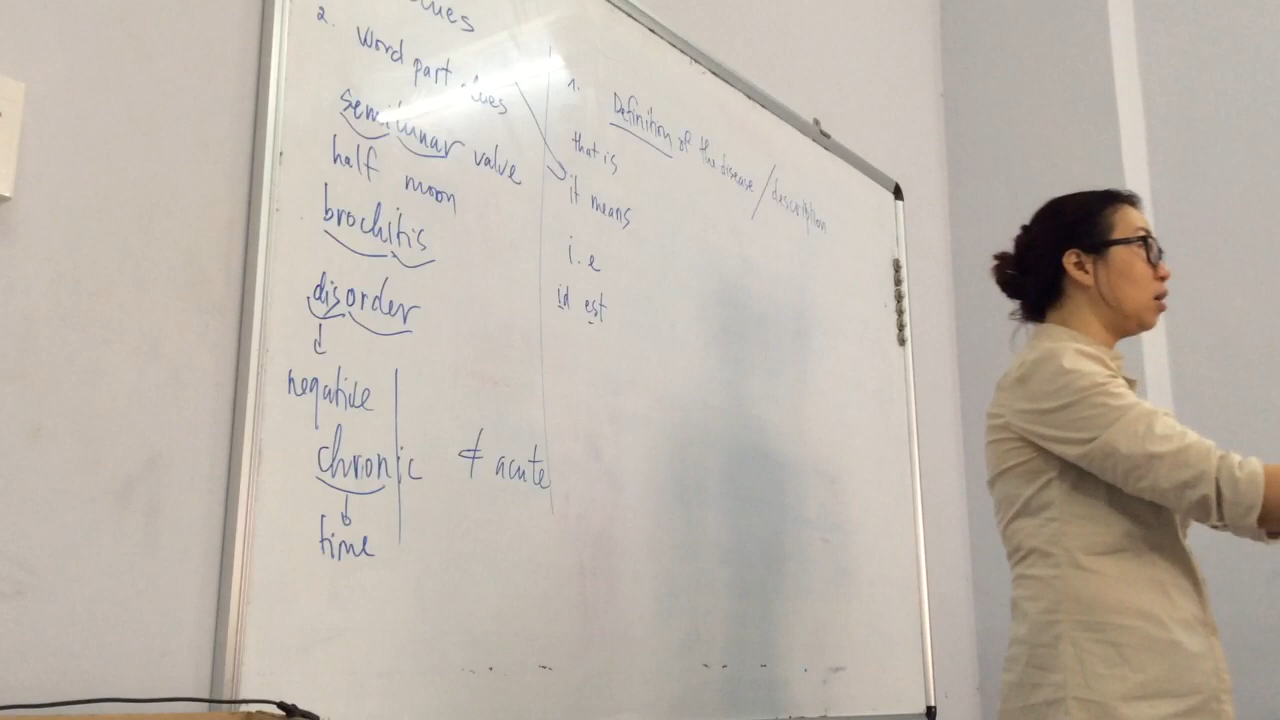 2. Word part clues
semilunar valve
half moon
brochitis
disorder
negative
chronic ≠ acute
time
1. Definition of the disease / description
that is
it means
i.e
id est